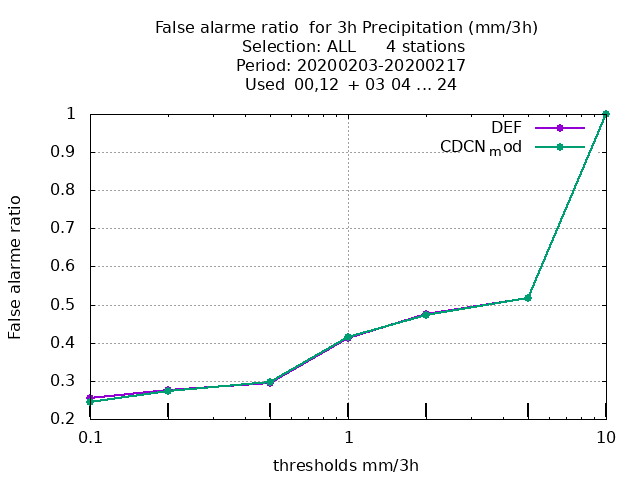 False alarme ratio  for 3h Precipitation (mm/3h)
Selection: ALL      4 stations
Period: 20200203-20200217
Used  00,12  + 03 04 ... 24
DEF
CDCN_mod
1
0.9
0.8
0.7
0.6
0.5
0.4
0.3
0.2
False alarme ratio
0.1
1
10
thresholds mm/3h